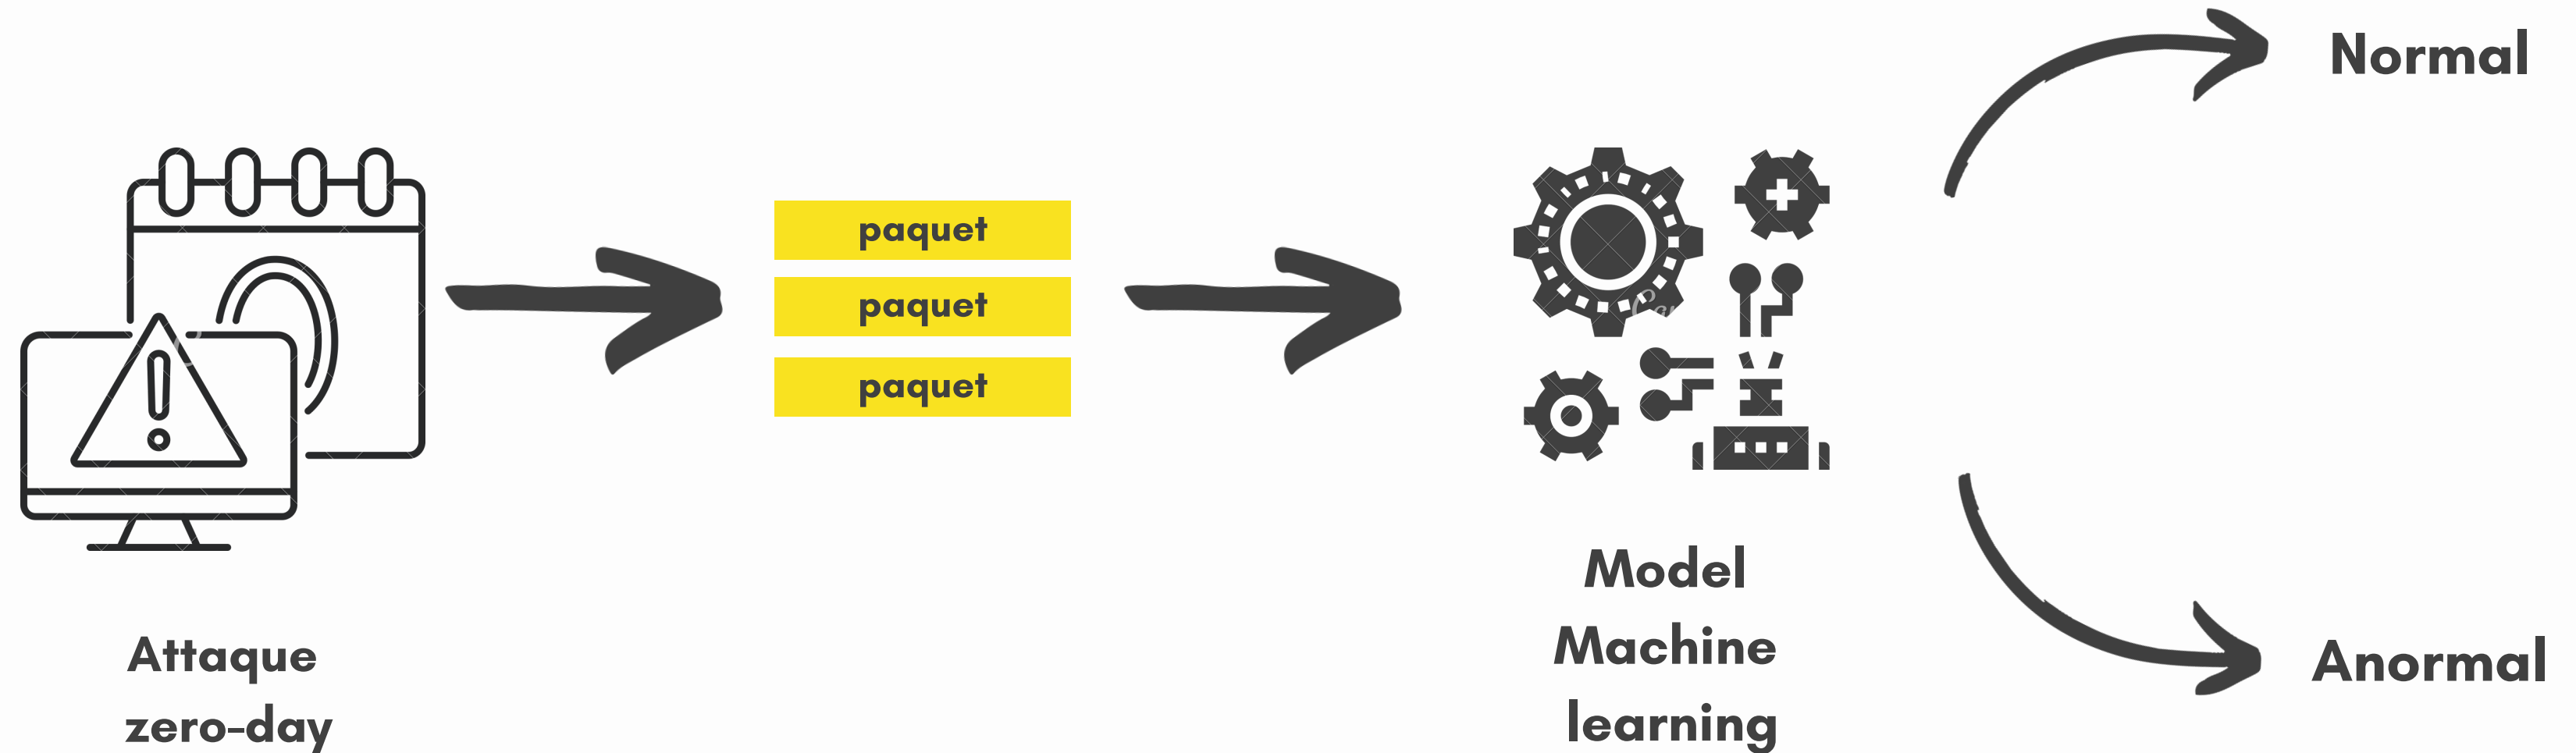 Normal
paquet
paquet
paquet
Model
Machine
learning
Attaque
zero-day
Anormal